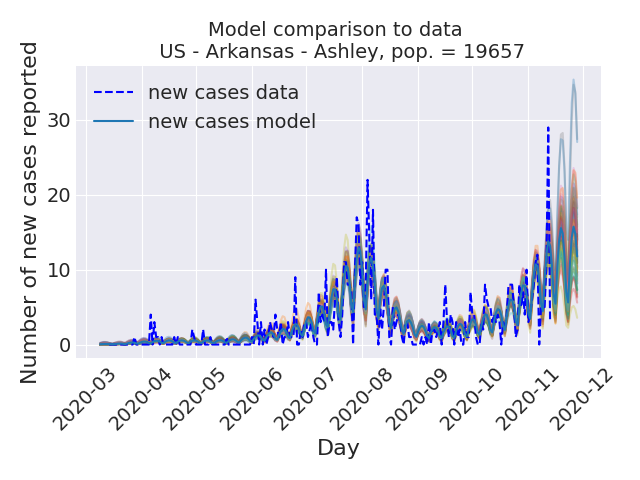 Model comparison to data
US - Arkansas - Ashley, pop. = 19657
Number of new cases reported
new cases data
new cases model
30
20
10
0
2020-03
2020-04
2020-05
2020-06
2020-07
2020-08
2020-09
2020-10
2020-11
2020-12
Day